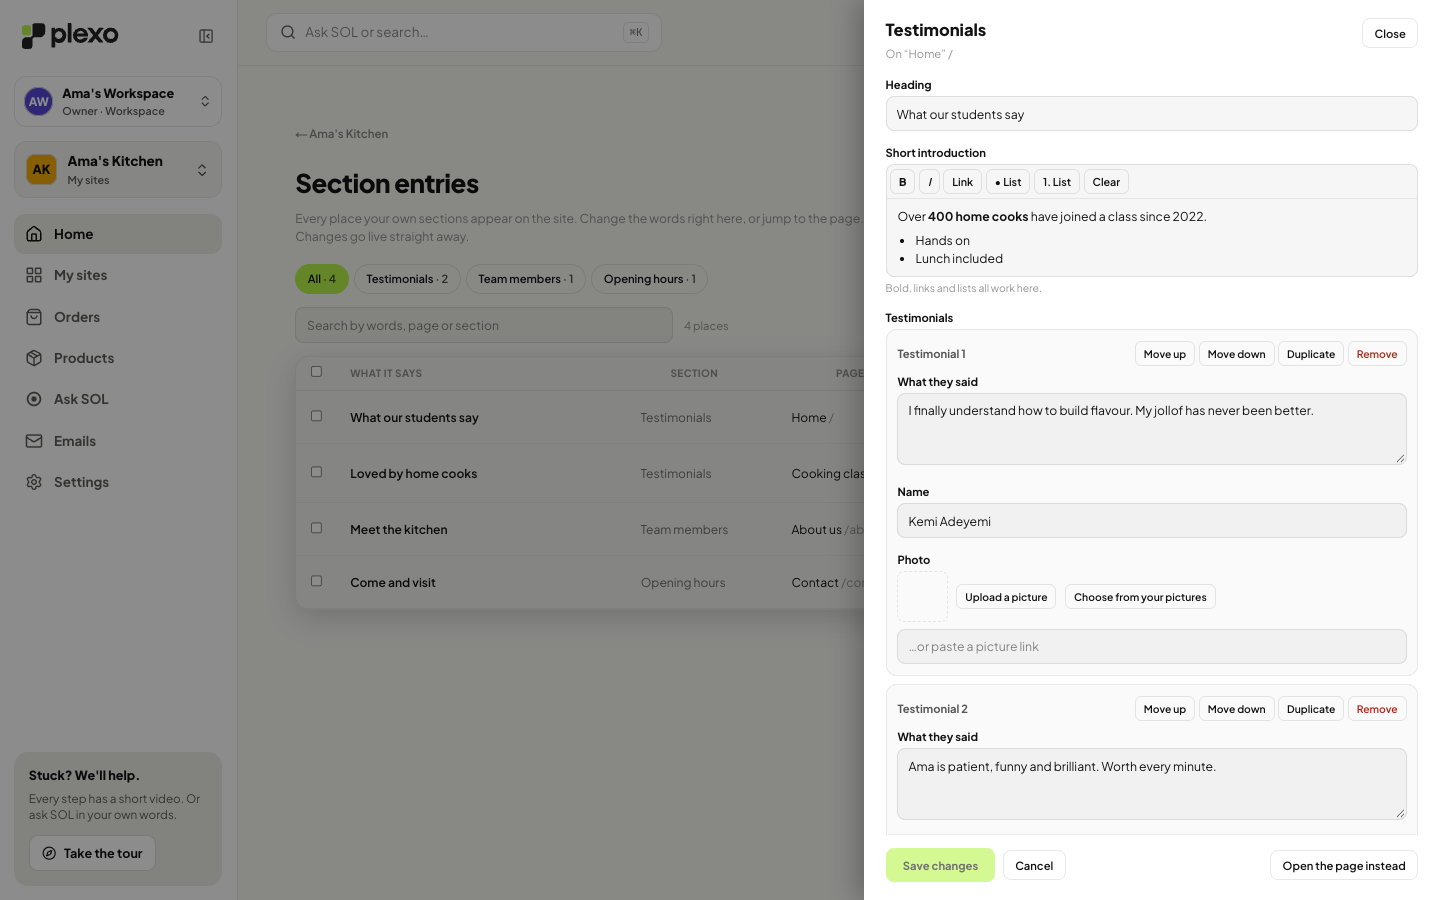 plexo
Ask SOL or search...
⌘K
AW
Ama's Workspace
Owner · Workspace
AK
Ama's Kitchen
My sites
Home
My sites
Orders
Products
Ask SOL
Emails
Settings
Stuck? We'll help.
Every step has a short video. Or
ask SOL in your own words.
Take the tour
← Ama's Kitchen
Section entries
Every place your own sections appear on the site. Change the words right here, or jump to the page.
Changes go live straight away.
All · 4
Testimonials · 2
Team members · 1
Opening hours · 1
Search by words, page or section
4 places
WHAT IT SAYS
SECTION
PAGE
What our students say
Testimonials
Home /
Loved by home cooks
Testimonials
Cooking clas
Meet the kitchen
Team members
About us /ab
Come and visit
Opening hours
Contact /con
Testimonials
Close
On “Home” /
Heading
What our students say
Short introduction
B
I
Link
• List
1. List
Clear
Over 400 home cooks have joined a class since 2022.
• Hands on
• Lunch included
Bold, links and lists all work here.
Testimonials
Testimonial 1
Move up
Move down
Duplicate
Remove
What they said
I finally understand how to build flavour. My jollof has never been better.
Name
Kemi Adeyemi
Photo
Upload a picture
Choose from your pictures
...or paste a picture link
Testimonial 2
Move up
Move down
Duplicate
Remove
What they said
Ama is patient, funny and brilliant. Worth every minute.
Save changes
Cancel
Open the page instead